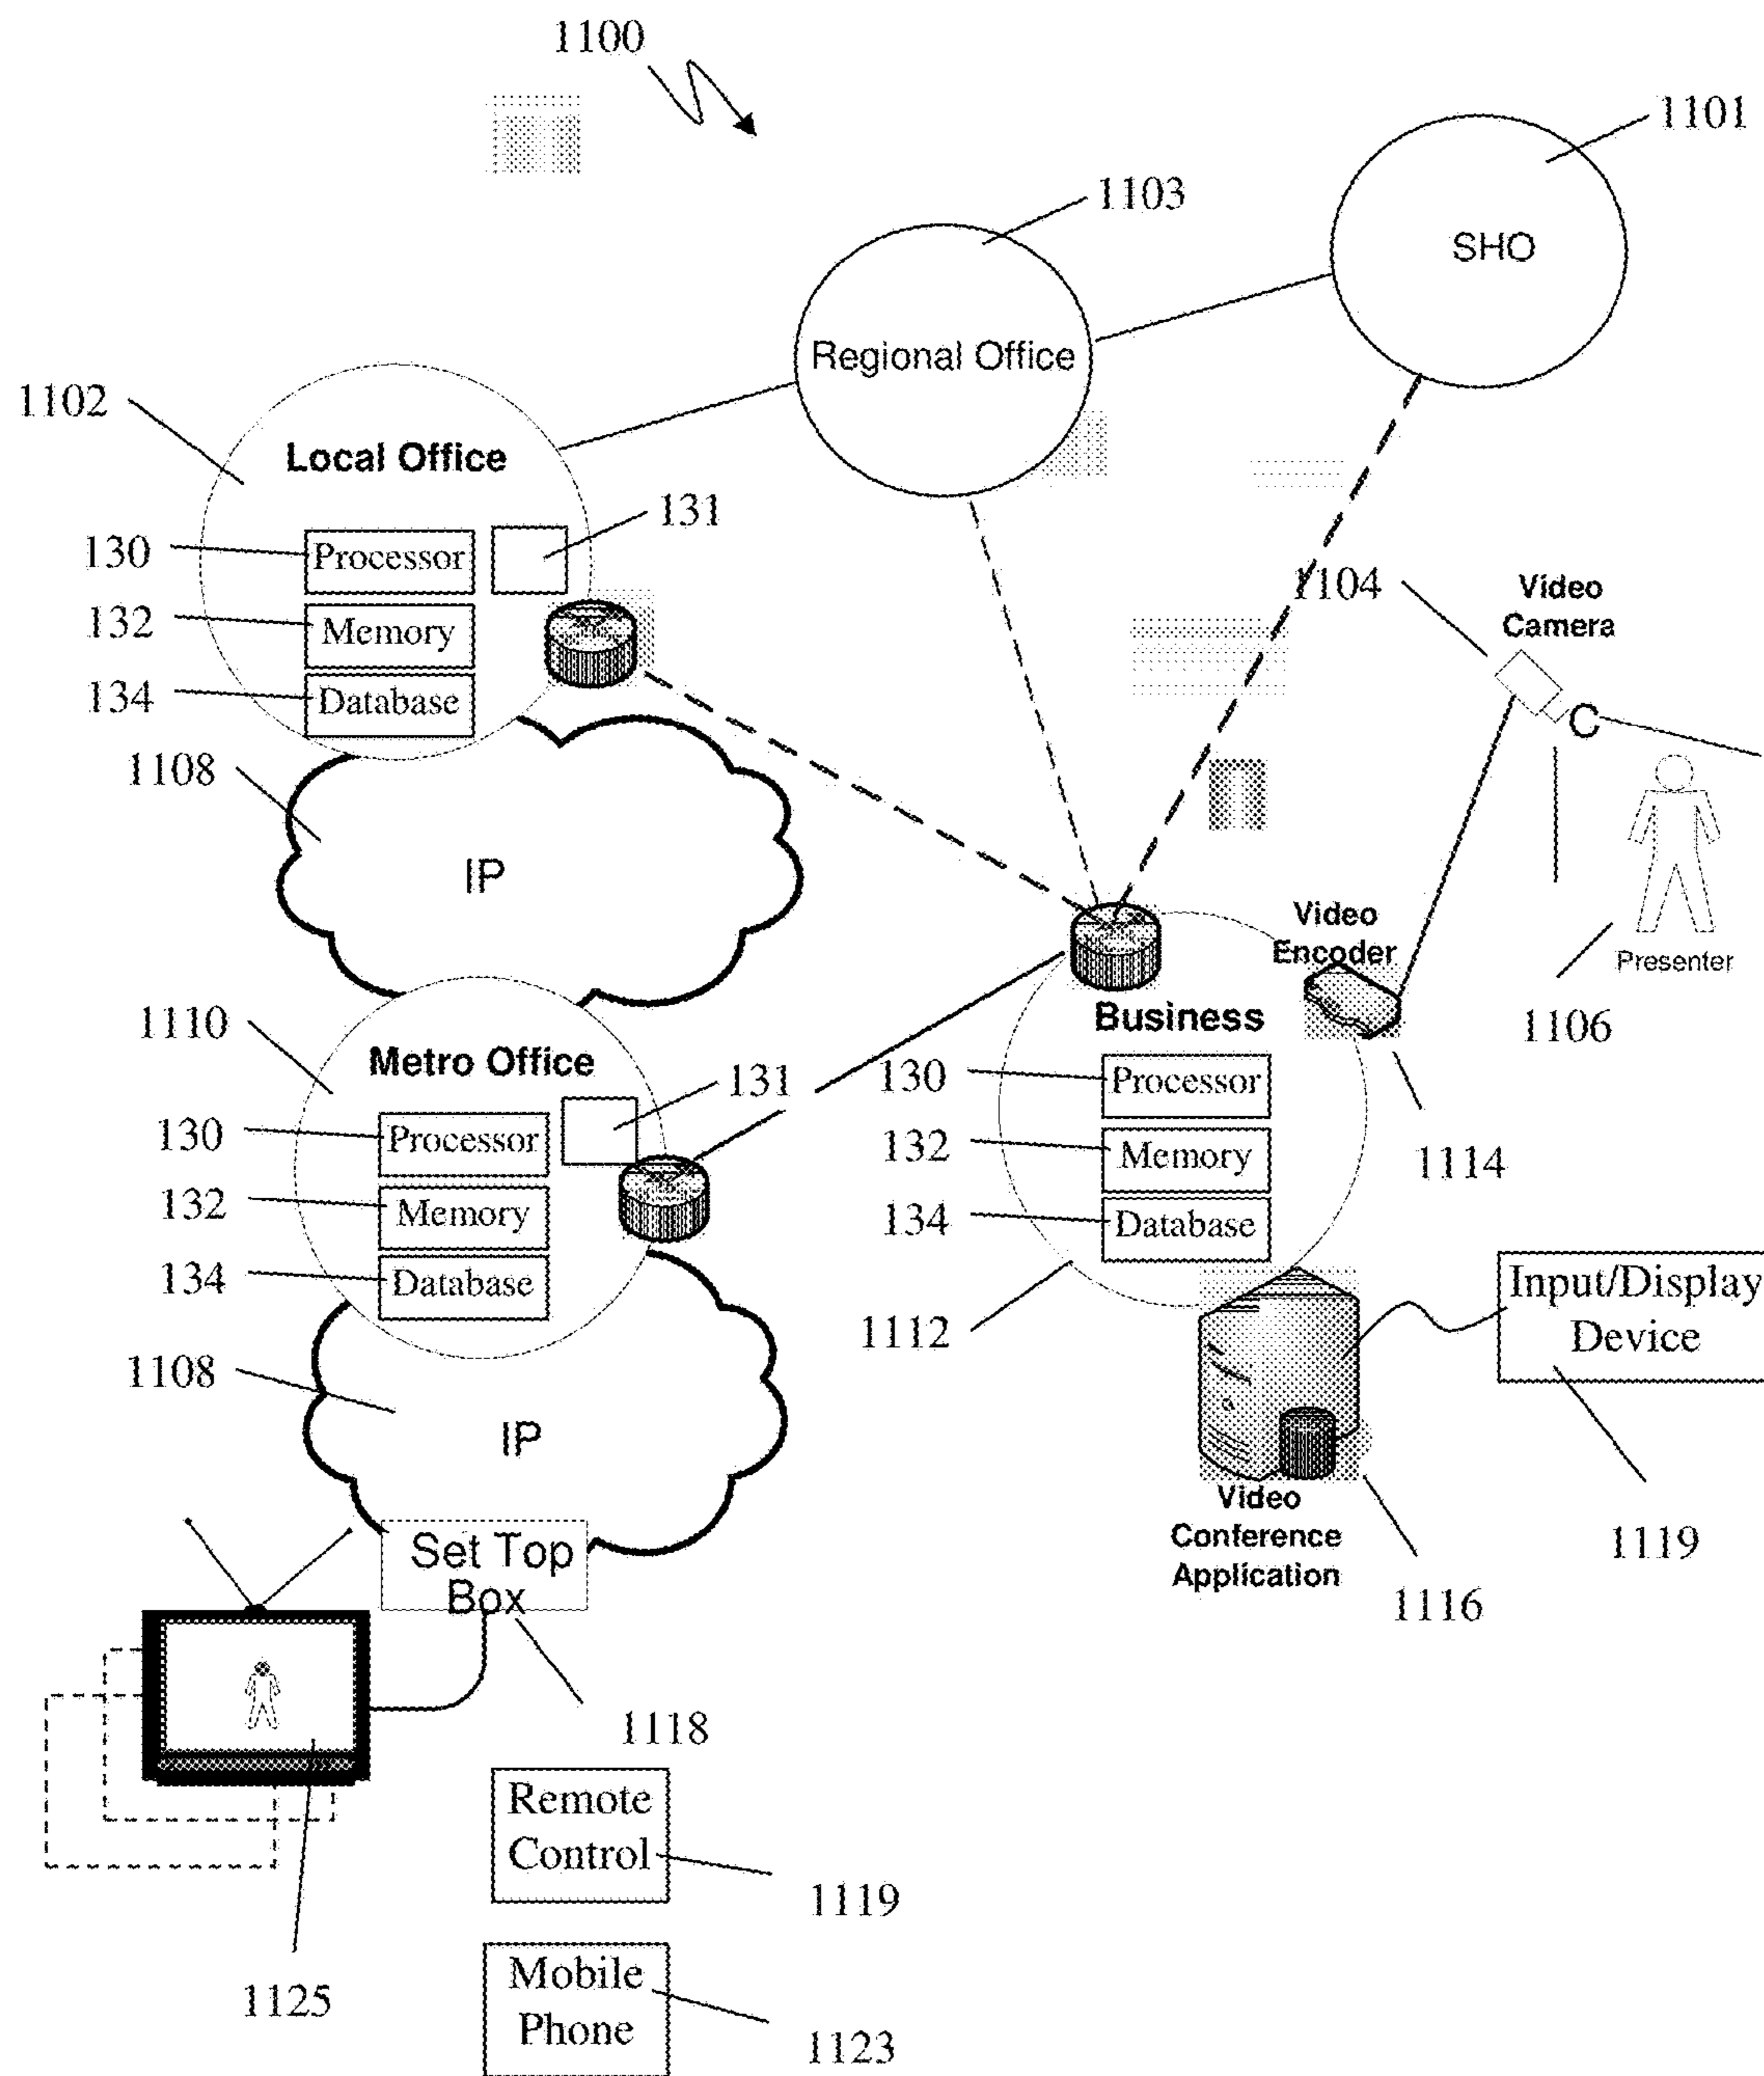 1100
1101
1103
SHO
Regional Office
1102
Local Office
131
130
Processor
132
Memory
134
Database
1104
Video
Camera
C
1108
IP
Presenter
1106
Video
Encoder
Business
1114
1110
Metro Office
131
130
Processor
132
Memory
134
Database
130
Processor
132
Memory
134
Database
1112
Input/Display
Device
1119
1108
IP
Video
Conference
Application
1116
Set Top
Box
1118
Remote
Control
1119
1125
Mobile
Phone
1123